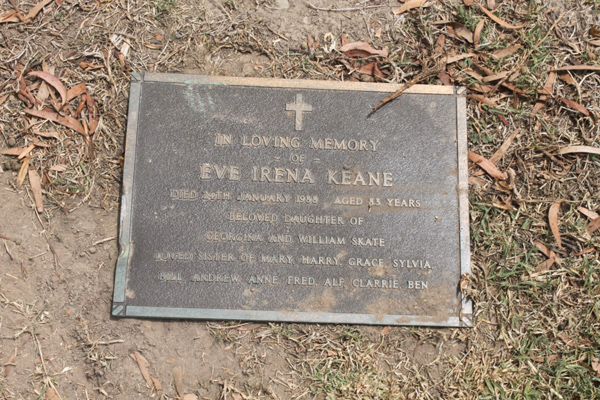 IN LOVING MEMORY
OF
EVE IRENA KEANE
DIED 26TH JANUARY 1988 AGED 83 YEARS
BELOVED DAUGHTER OF
GEORGINA AND WILLIAM SKATE
LOVED SISTER OF MARY, HARRY, GRACE, SYLVIA,
BILL, ANDREW, ANNE, FRED, ALF, CLARRIE, BEN